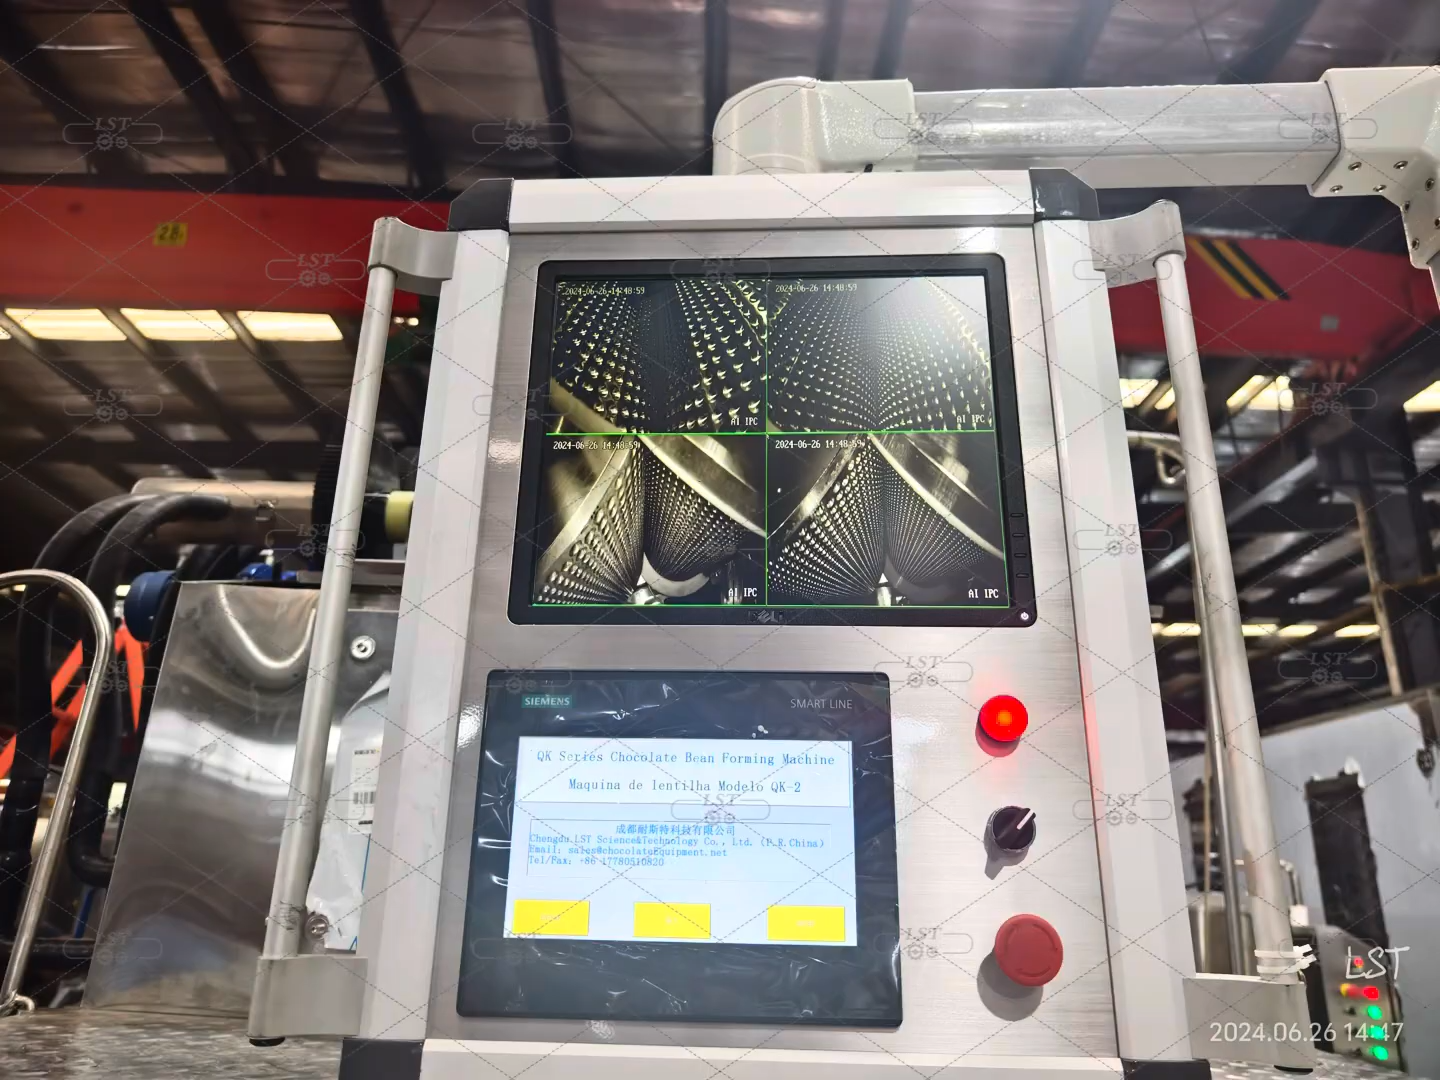 28
2024-06-26 14:48:59
2024-06-26 14:48:59
AI IPC
AI IPC
2024-06-26 14:48:59
2024-06-26 14:48:59
AI IPC
AI IPC
DELL
SIEMENS
SMART LINE
QK Series Chocolate Bean Forming Machine
Maquina de lentilha Modelo QK-2
成都耐斯特科技有限公司
Chengdu LST Science&Technology Co., Ltd. (P.R.China)
Email: sales@chocolatequipment.net
Tel/Fax: +86 17780510820
LST
2024.06.26 14:47